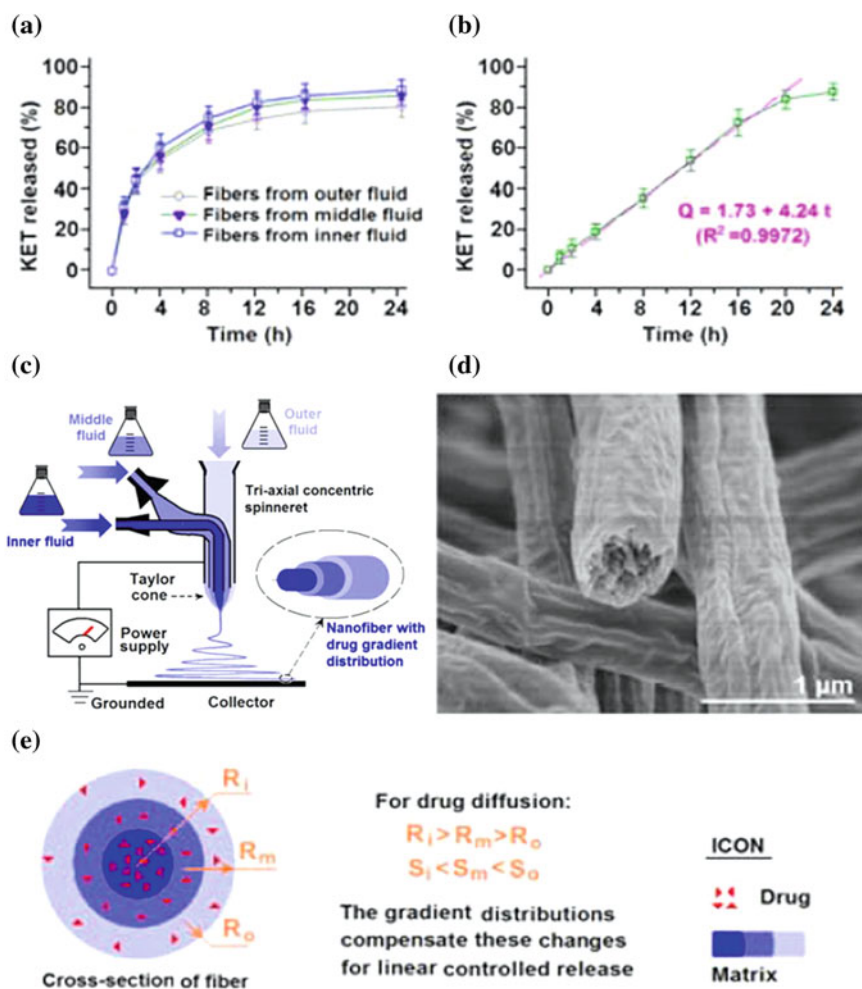 (a)
KET released (%)
100
80
60
40
20
0
Fibers from outer fluid
Fibers from middle fluid
Fibers from inner fluid
0 4 8 12 16 20 24
Time (h)
(b)
KET released (%)
100
80
60
40
20
0
Q = 1.73 + 4.24 t
(R² =0.9972)
0 4 8 12 16 20 24
Time (h)
(c)
Middle
fluid
Outer
fluid
Tri-axial concentric
spinneret
Inner fluid
Taylor
cone
Power
supply
Nanofiber with
drug gradient
distribution
Grounded
Collector
(d)
1 µm
(e)
Ri
Rm
Ro
Cross-section of fiber
For drug diffusion:
Ri > Rm > Ro
Si < Sm < So
The gradient distributions
compensate these changes
for linear controlled release
ICON
Drug
Matrix